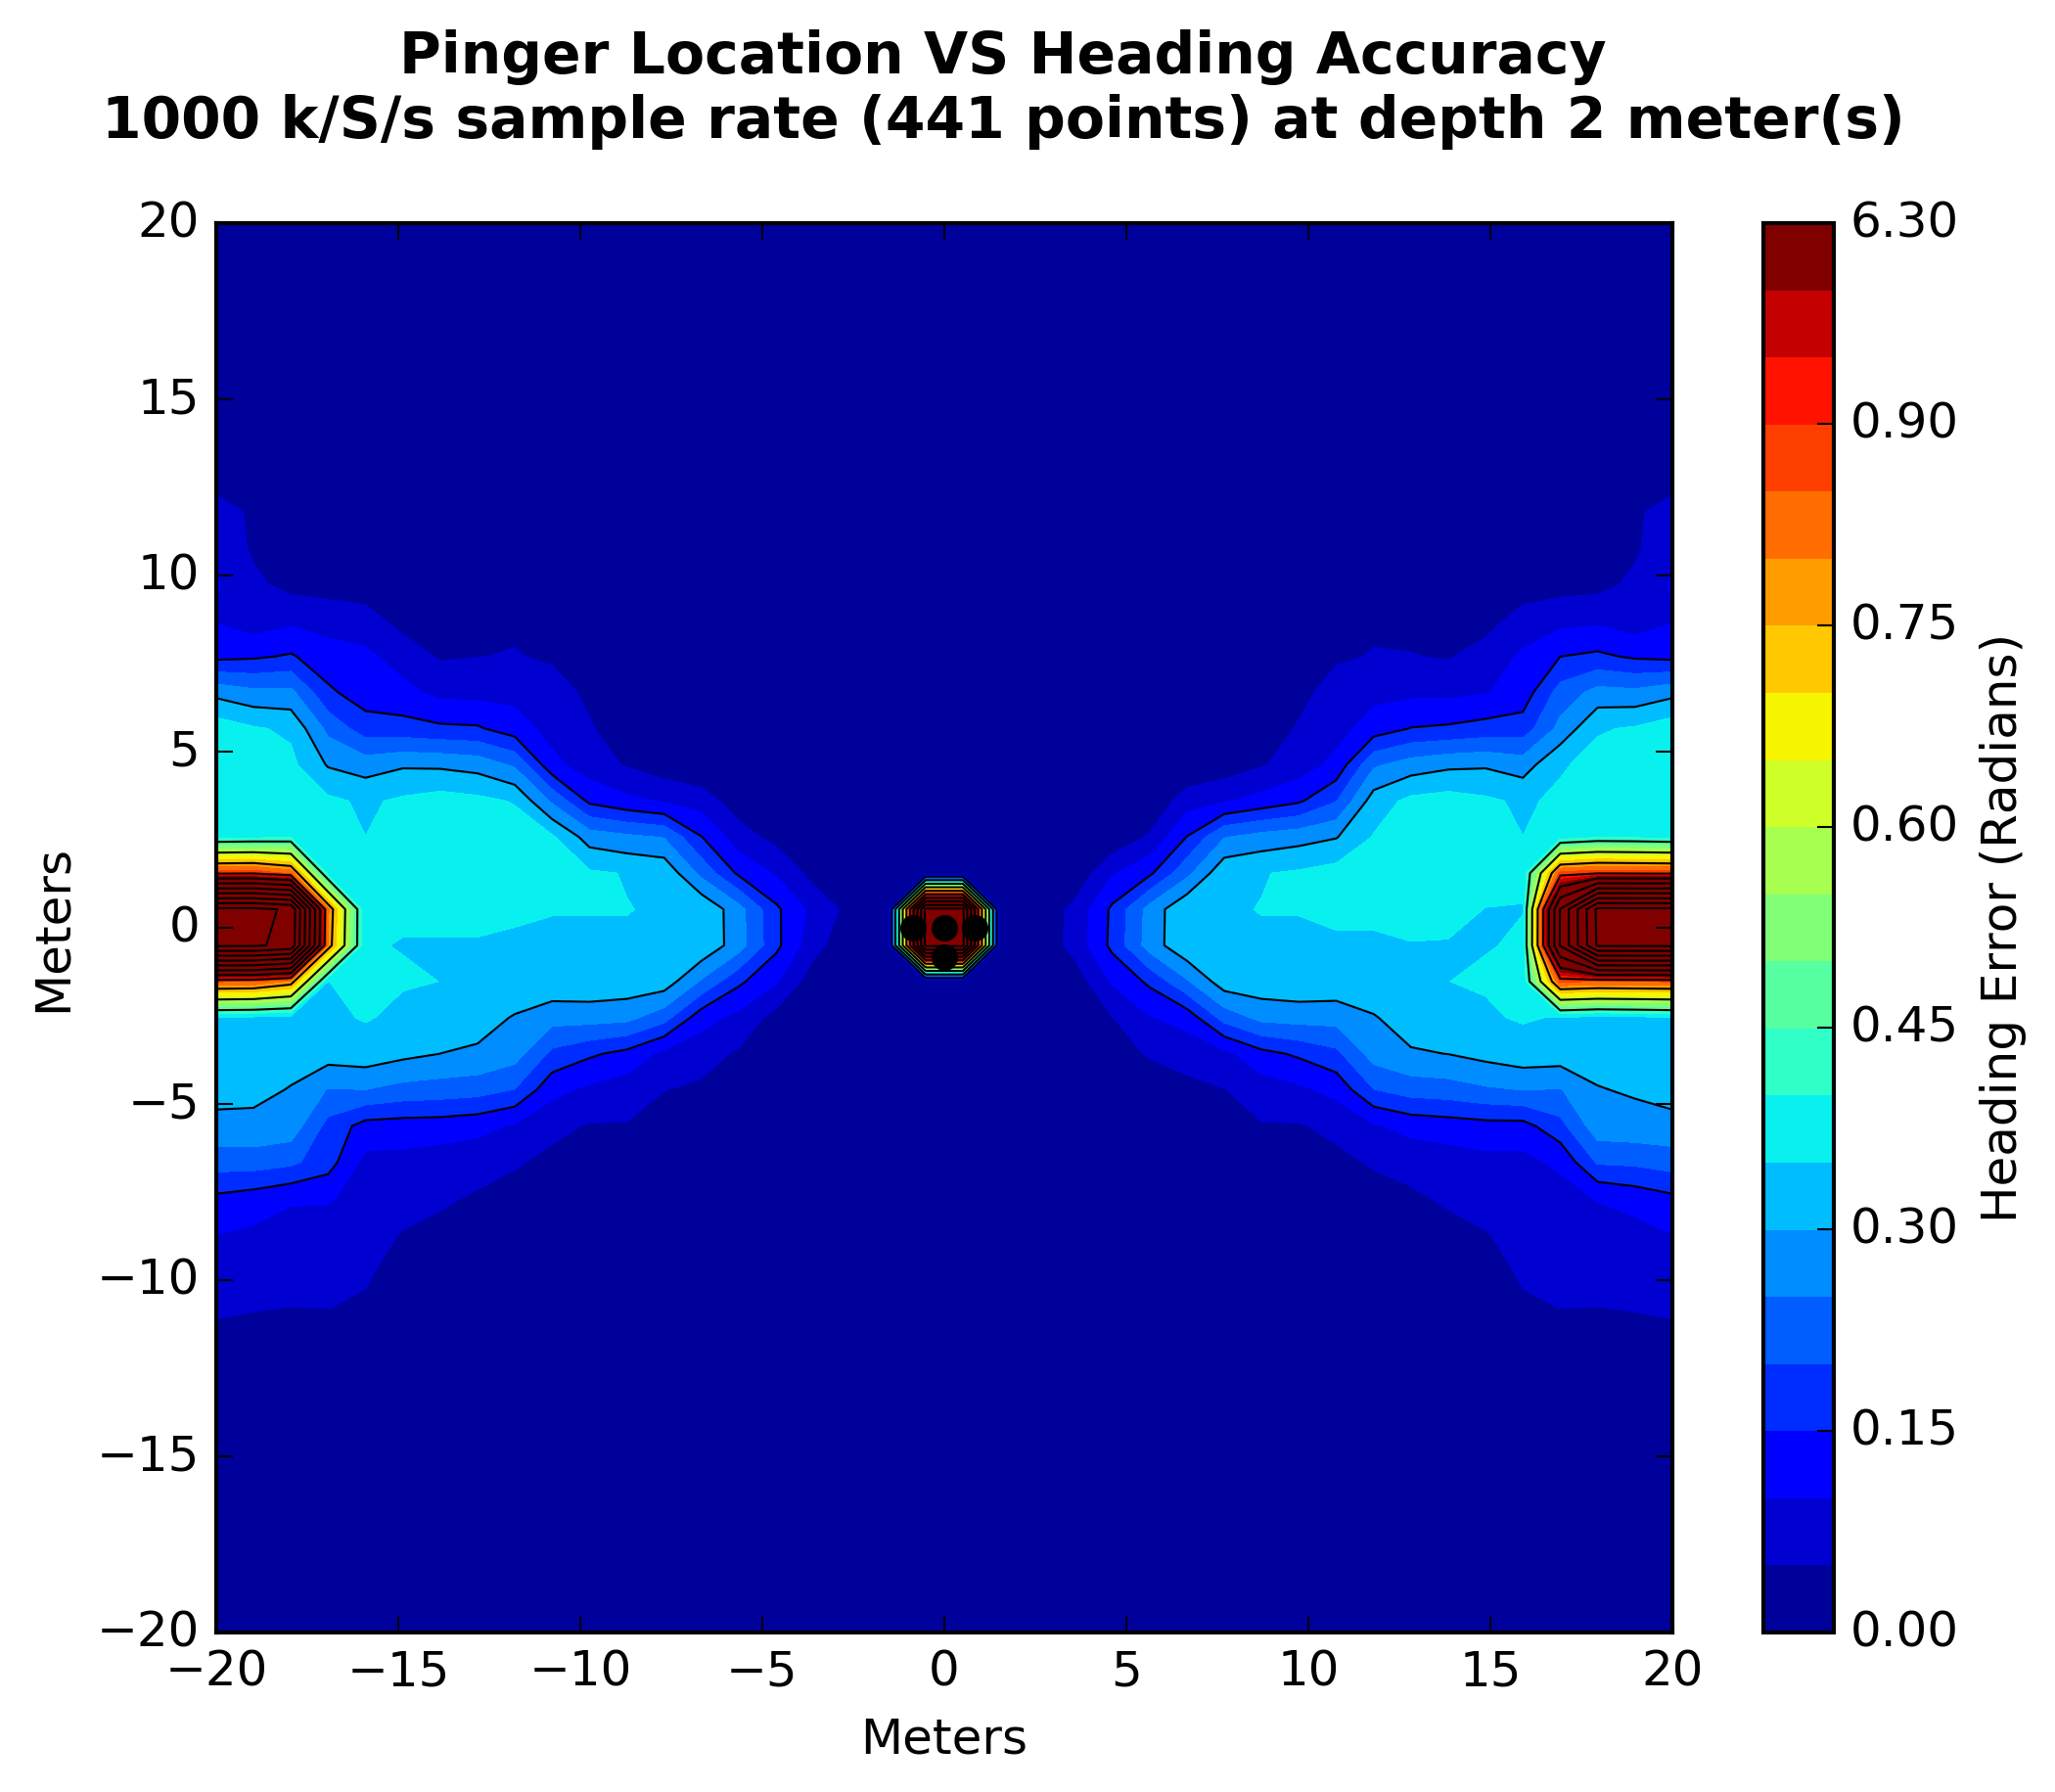 Pinger Location VS Heading Accuracy
1000 k/S/s sample rate (441 points) at depth 2 meter(s)
20
15
10
5
0
−5
−10
−15
−20
Meters
−20 −15 −10 −5 0 5 10 15 20
Meters
6.30
0.90
0.75
0.60
0.45
0.30
0.15
0.00
Heading Error (Radians)